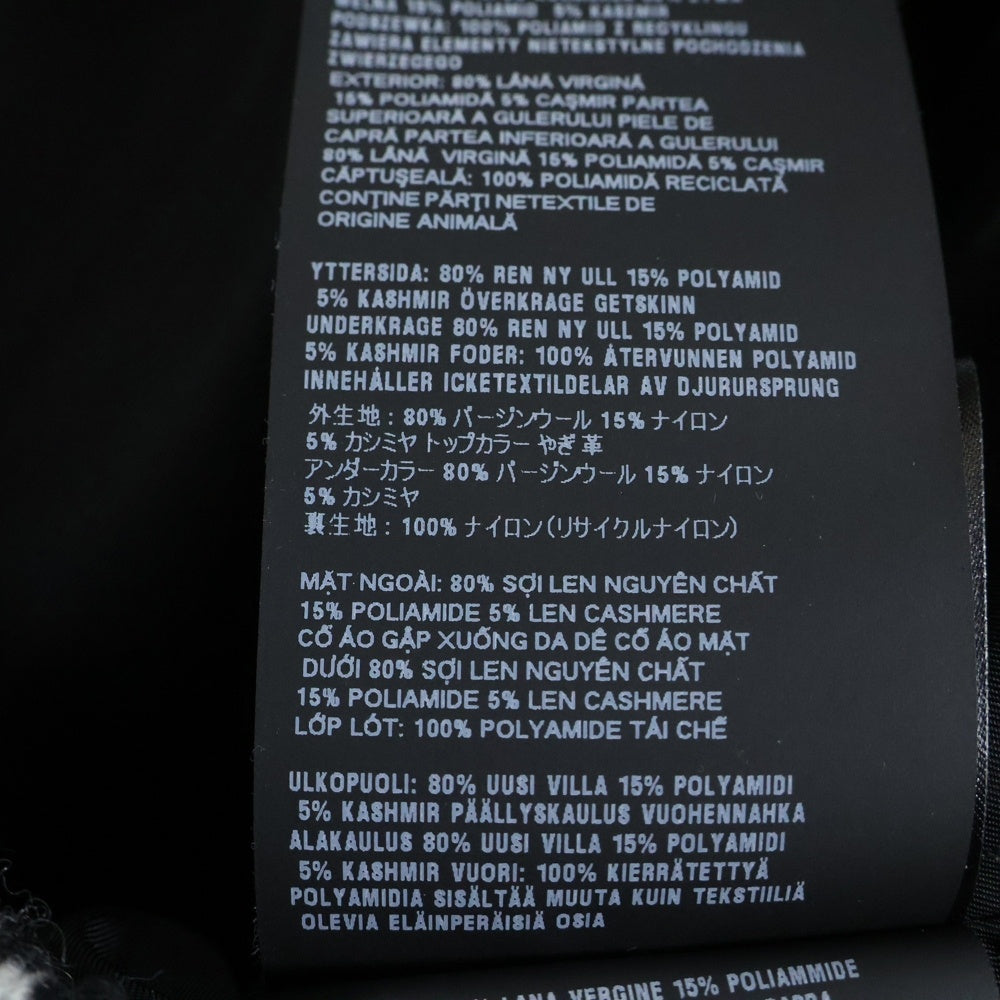 WEŁNA 15% POLIAMID 5% KASZMIR
PODSZEWKA: 100% POLIAMID Z RECYKLINGU
ZAWIERA ELEMENTY NIETEKSTYLNE POCHODZENIA
ZWIERZĘCEGO
EXTERIOR: 80% LÂNĂ VIRGINĂ
15% POLIAMIDĂ 5% CAȘMIR PARTEA
SUPERIOARĂ A GULERULUI PIELE DE
CAPRĂ PARTEA INFERIOARĂ A GULERULUI
80% LÂNĂ VIRGINĂ 15% POLIAMIDĂ 5% CAȘMIR
CĂPTUȘEALĂ: 100% POLIAMIDĂ RECICLATĂ
CONȚINE PĂRȚI NETEXTILE DE
ORIGINE ANIMALĂ
YTTERSIDA: 80% REN NY ULL 15% POLYAMID
5% KASHMIR ÖVERKRAGE GETSKINN
UNDERKRAGE 80% REN NY ULL 15% POLYAMID
5% KASHMIR FODER: 100% ÅTERVUNNEN POLYAMID
INNEHÅLLER ICKETEXTILDELAR AV DJURURSPRUNG
外生地：80% バージンウール 15% ナイロン
5% カシミヤ トップカラー やぎ革
アンダーカラー 80% バージンウール 15% ナイロン
5% カシミヤ
裏生地：100% ナイロン(リサイクルナイロン)
MẶT NGOÀI: 80% SỢI LEN NGUYÊN CHẤT
15% POLIAMIDE 5% LEN CASHMERE
CỔ ÁO GẬP XUỐNG DA DÊ CỔ ÁO MẶT
DƯỚI 80% SỢI LEN NGUYÊN CHẤT
15% POLIAMIDE 5% LEN CASHMERE
LỚP LÓT: 100% POLYAMIDE TÁI CHẾ
ULKOPUOLI: 80% UUSI VILLA 15% POLYAMIDI
5% KASHMIR PÄÄLLYSKAULUS VUOHENNAHKA
ALAKAULUS 80% UUSI VILLA 15% POLYAMIDI
5% KASHMIR VUORI: 100% KIERRÄTETTYÄ
POLYAMIDIA SISÄLTÄÄ MUUTA KUIN TEKSTIILIÄ
OLEVIA ELÄINPERÄISIÄ OSIA
LANA VERGINE 15% POLIAMMIDE